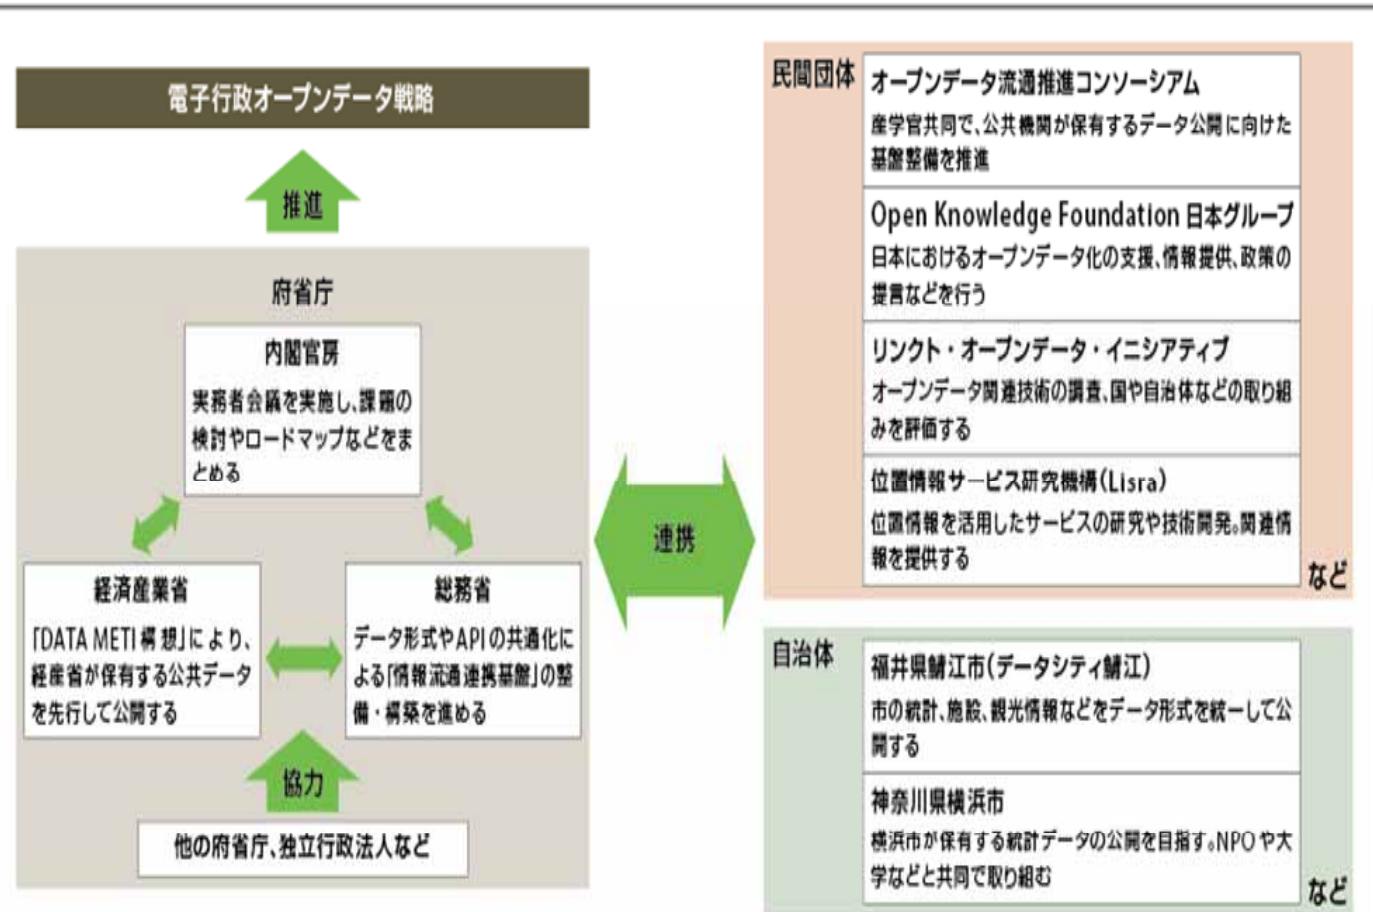 電子行政オープンデータ戦略
推進
府省庁
内閣官房
実務者会議を実施し、課題の
検討やロードマップなどをま
とめる
経済産業省
「DATA METI構想」により、
経産省が保有する公共データ
を先行して公開する
総務省
データ形式やAPIの共通化に
よる「情報流通連携基盤」の整
備・構築を進める
協力
他の府省庁、独立行政法人など
連携
民間団体
オープンデータ流通推進コンソーシアム
産学官共同で、公共機関が保有するデータ公開に向けた
基盤整備を推進
Open Knowledge Foundation 日本グループ
日本におけるオープンデータ化の支援、情報提供、政策の
提言などを行う
リンクト・オープンデータ・イニシアティブ
オープンデータ関連技術の調査、国や自治体などの取り組
みを評価する
位置情報サービス研究機構(Lisra)
位置情報を活用したサービスの研究や技術開発。関連情
報を提供する
など
自治体
福井県鯖江市(データシティ鯖江)
市の統計、施設、観光情報などをデータ形式を統一して公
開する
神奈川県横浜市
横浜市が保有する統計データの公開を目指す。NPOや大
学などと共同で取り組む
など